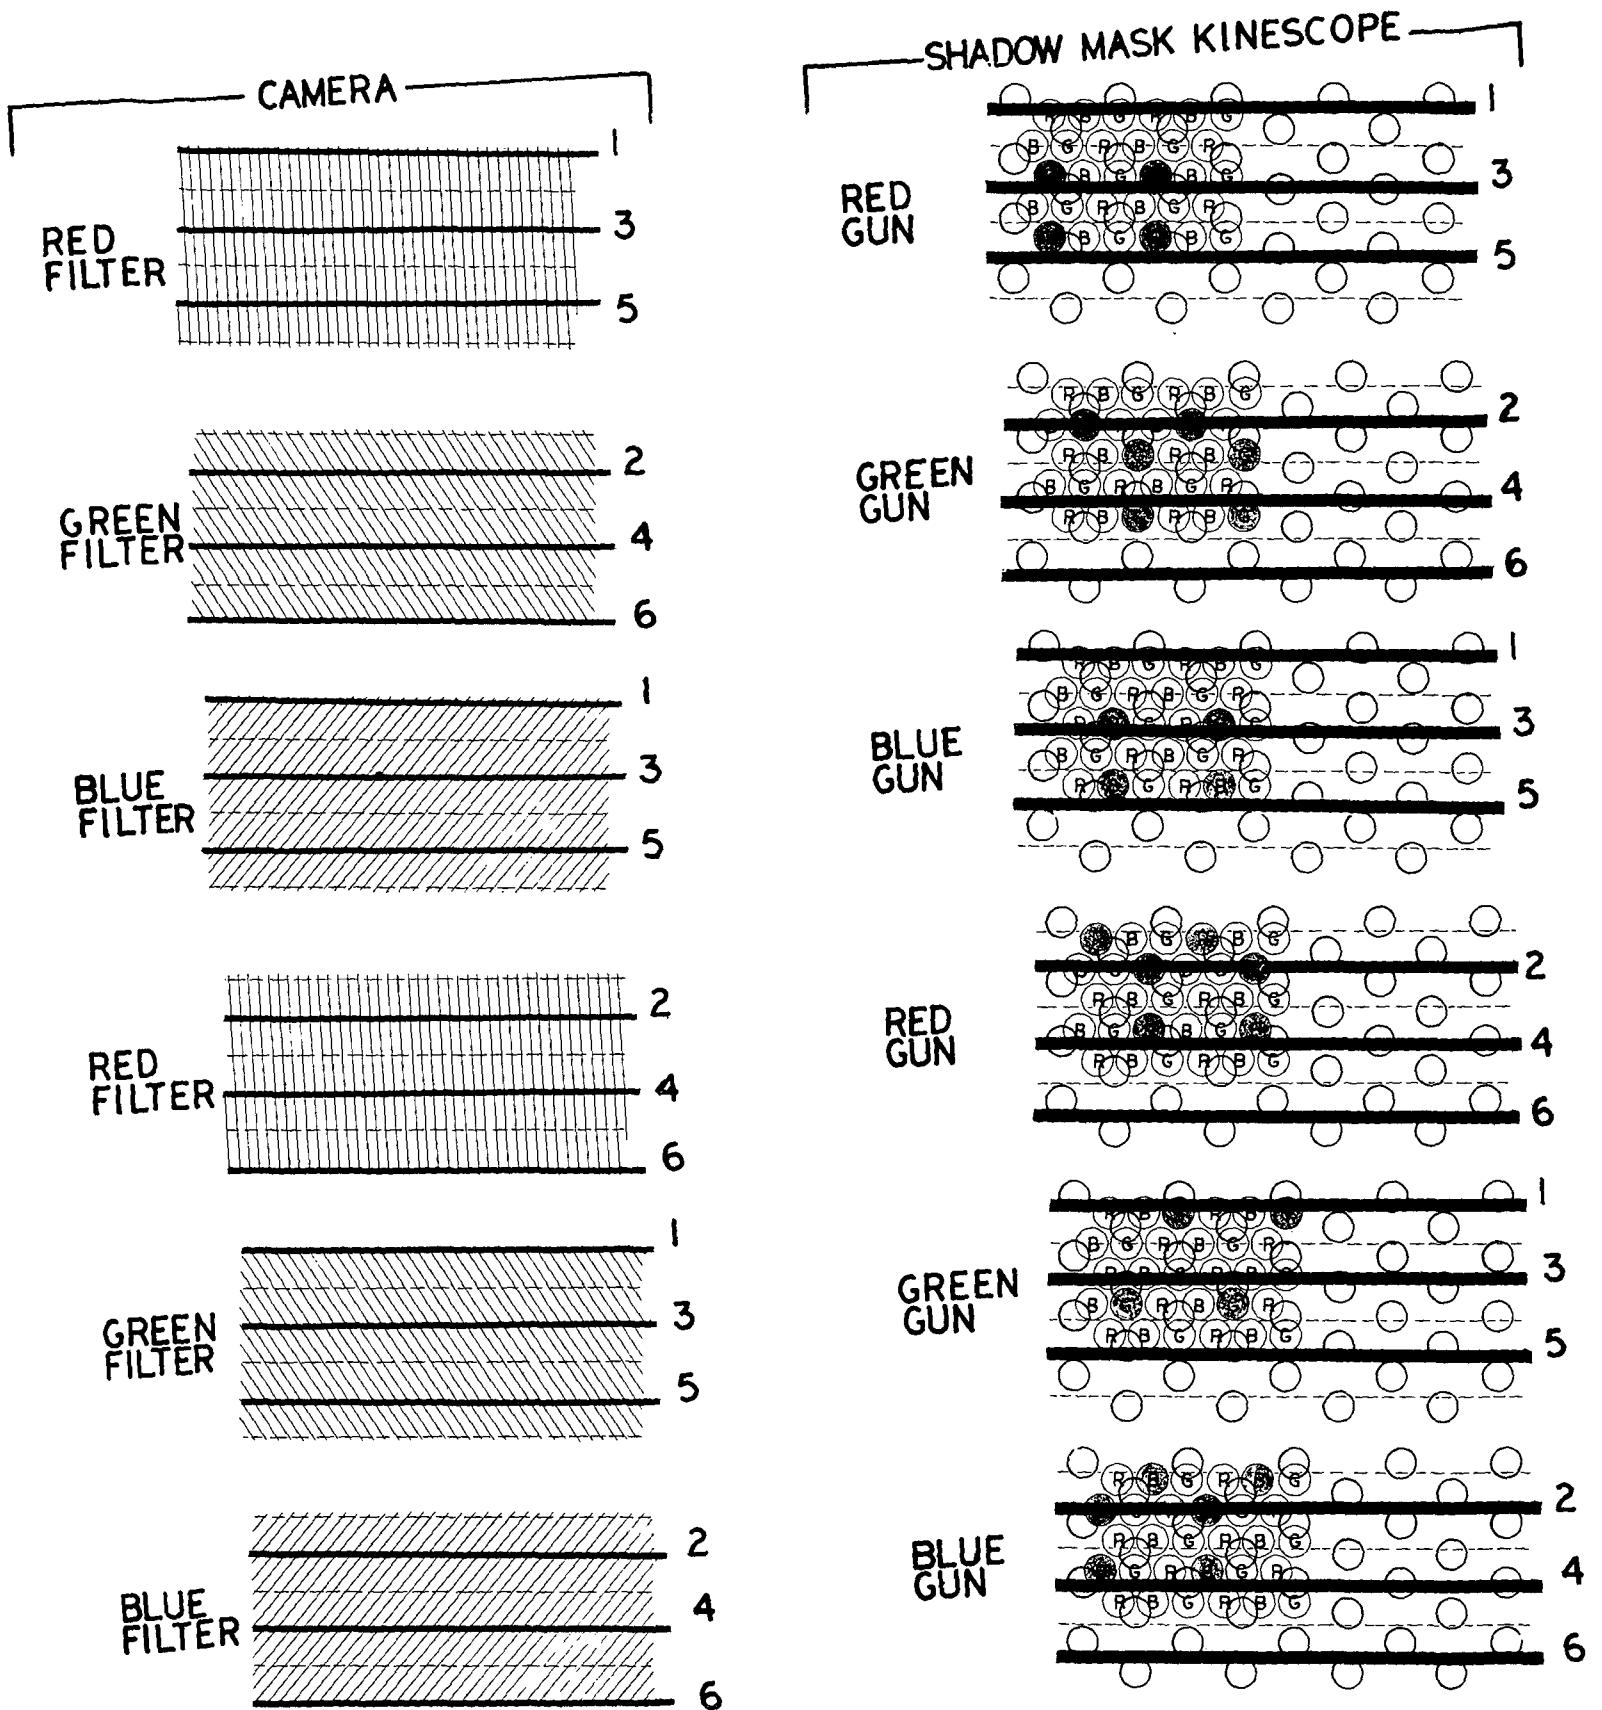 CAMERA
SHADOW MASK KINESCOPE
RED
FILTER
1
3
5
RED
GUN
R B G R B G
B G R B G R
B G B G
B G R B G R
B G B G
1
3
5
GREEN
FILTER
2
4
6
GREEN
GUN
R B G R B G
R B R B G
B G R B G R
R B R B G
2
4
6
BLUE
FILTER
1
3
5
BLUE
GUN
R B G R B G
B G R B G R
R G R G
B G R B G R
R G R B G
1
3
5
RED
FILTER
2
4
6
RED
GUN
B G R B G
R B G R B G
B G B G
R B G R B G
2
4
6
GREEN
FILTER
1
3
5
GREEN
GUN
R B R B
B G R B G R
R B G R B G
B G R B G R
R B G R B G
1
3
5
BLUE
FILTER
2
4
6
BLUE
GUN
R B G R B G
R B G R B G
G R B G R
R B G R B G
2
4
6